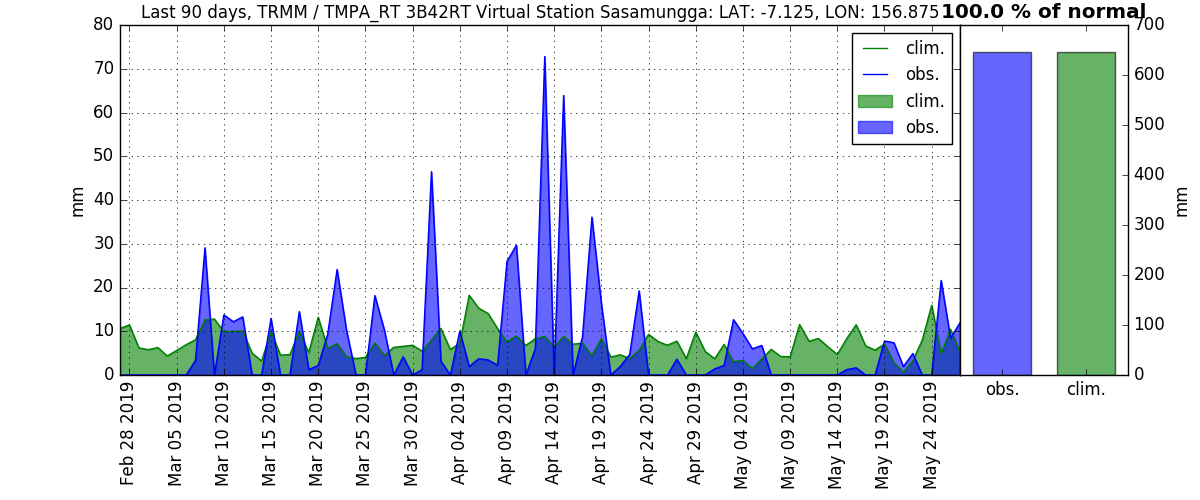 Last 90 days, TRMM / TMPA_RT 3B42RT Virtual Station Sasamungga: LAT: -7.125, LON: 156.875
100.0 % of normal
80
70
60
50
40
30
20
10
0
mm
clim.
obs.
clim.
obs.
700
600
500
400
300
200
100
0
mm
Feb 28 2019
Mar 05 2019
Mar 10 2019
Mar 15 2019
Mar 20 2019
Mar 25 2019
Mar 30 2019
Apr 04 2019
Apr 09 2019
Apr 14 2019
Apr 19 2019
Apr 24 2019
Apr 29 2019
May 04 2019
May 09 2019
May 14 2019
May 19 2019
May 24 2019
obs.
clim.